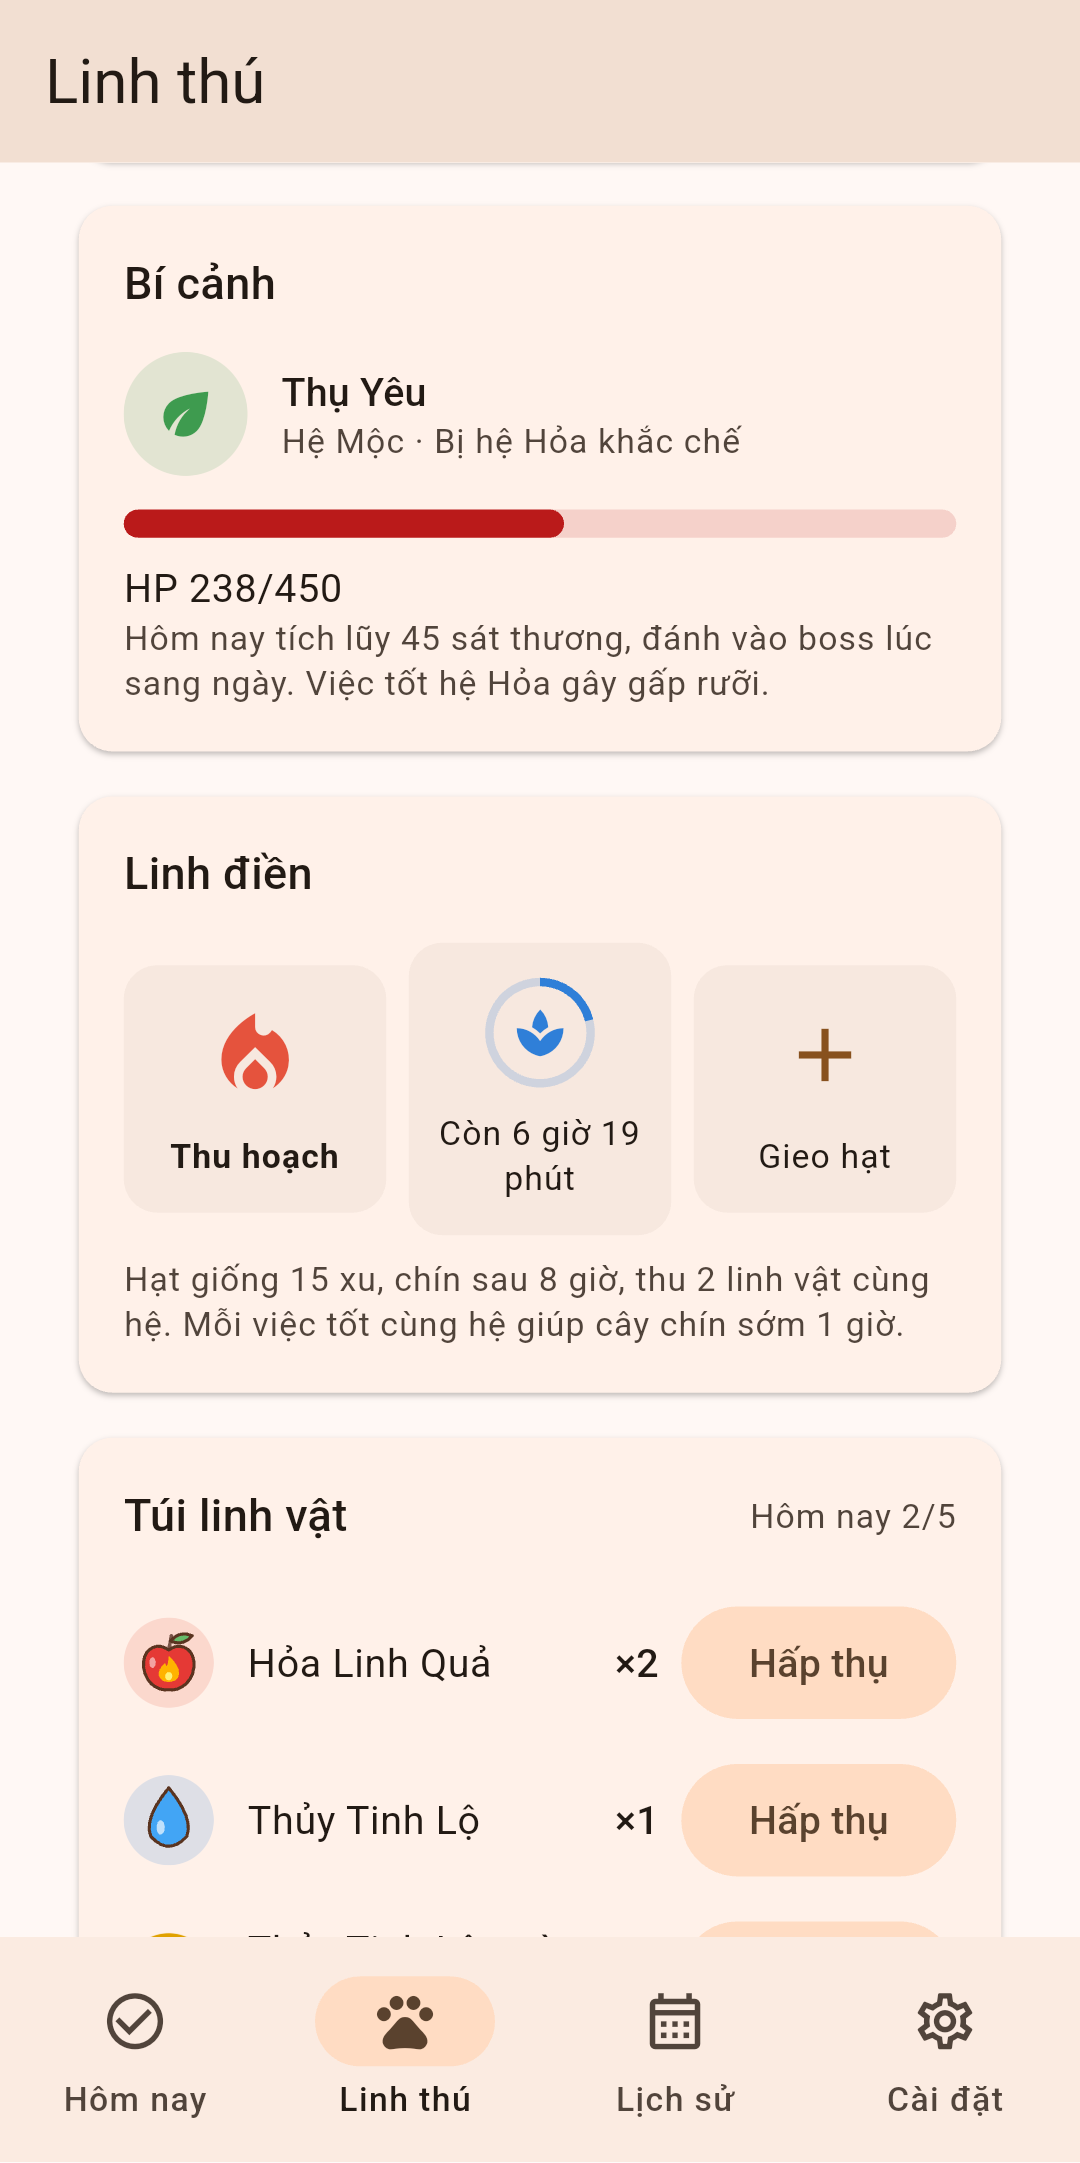 Linh thú
Bí cảnh
Thụ Yêu
Hệ Mộc · Bị hệ Hỏa khắc chế
HP 238/450
Hôm nay tích lũy 45 sát thương, đánh vào boss lúc
sang ngày. Việc tốt hệ Hỏa gây gấp rưỡi.
Linh điền
Thu hoạch
Còn 6 giờ 19
phút
Gieo hạt
Hạt giống 15 xu, chín sau 8 giờ, thu 2 linh vật cùng
hệ. Mỗi việc tốt cùng hệ giúp cây chín sớm 1 giờ.
Túi linh vật
Hôm nay 2/5
Hỏa Linh Quả
×2
Hấp thụ
Thủy Tinh Lộ
×1
Hấp thụ
Hôm nay
Linh thú
Lịch sử
Cài đặt